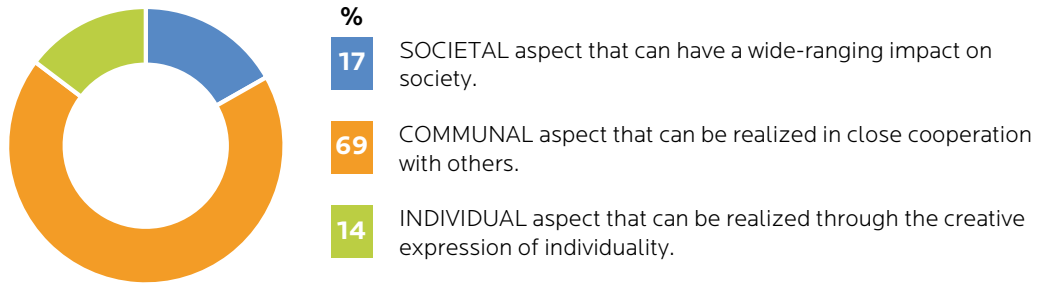 %
17
SOCIETAL aspect that can have a wide-ranging impact on
society.
69
COMMUNAL aspect that can be realized in close cooperation
with others.
14
INDIVIDUAL aspect that can be realized through the creative
expression of individuality.